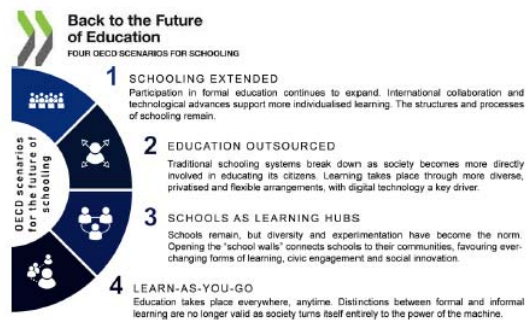 Back to the Future
of Education
FOUR OECD SCENARIOS FOR SCHOOLING
OECD scenarios
for the future of
schooling
1 SCHOOLING EXTENDED
Participation in formal education continues to expand. International collaboration and
technological advances support more individualised learning. The structures and processes
of schooling remain.
2 EDUCATION OUTSOURCED
Traditional schooling systems break down as society becomes more directly
involved in educating its citizens. Learning takes place through more diverse,
privatised and flexible arrangements, with digital technology a key driver.
3 SCHOOLS AS LEARNING HUBS
Schools remain, but diversity and experimentation have become the norm.
Opening the "school walls" connects schools to their communities, favouring ever-
changing forms of learning, civic engagement and social innovation.
4 LEARN-AS-YOU-GO
Education takes place everywhere, anytime. Distinctions between formal and informal
learning are no longer valid as society turns itself entirely to the power of the machine.